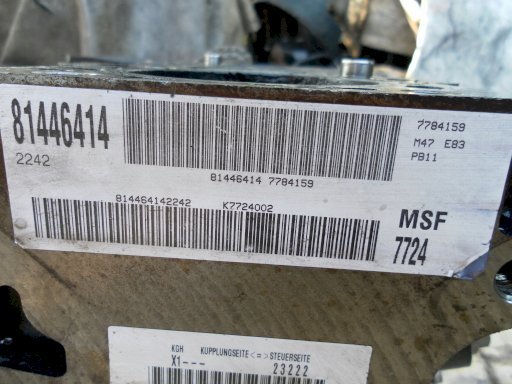 81446414
2242
7784159
M47 E83
PB11
81446414 7784159
814464142242 K7724002
MSF
7724
KGH KUPPLUNGSEITE<=>STEUERSEITE
X1--- 23222